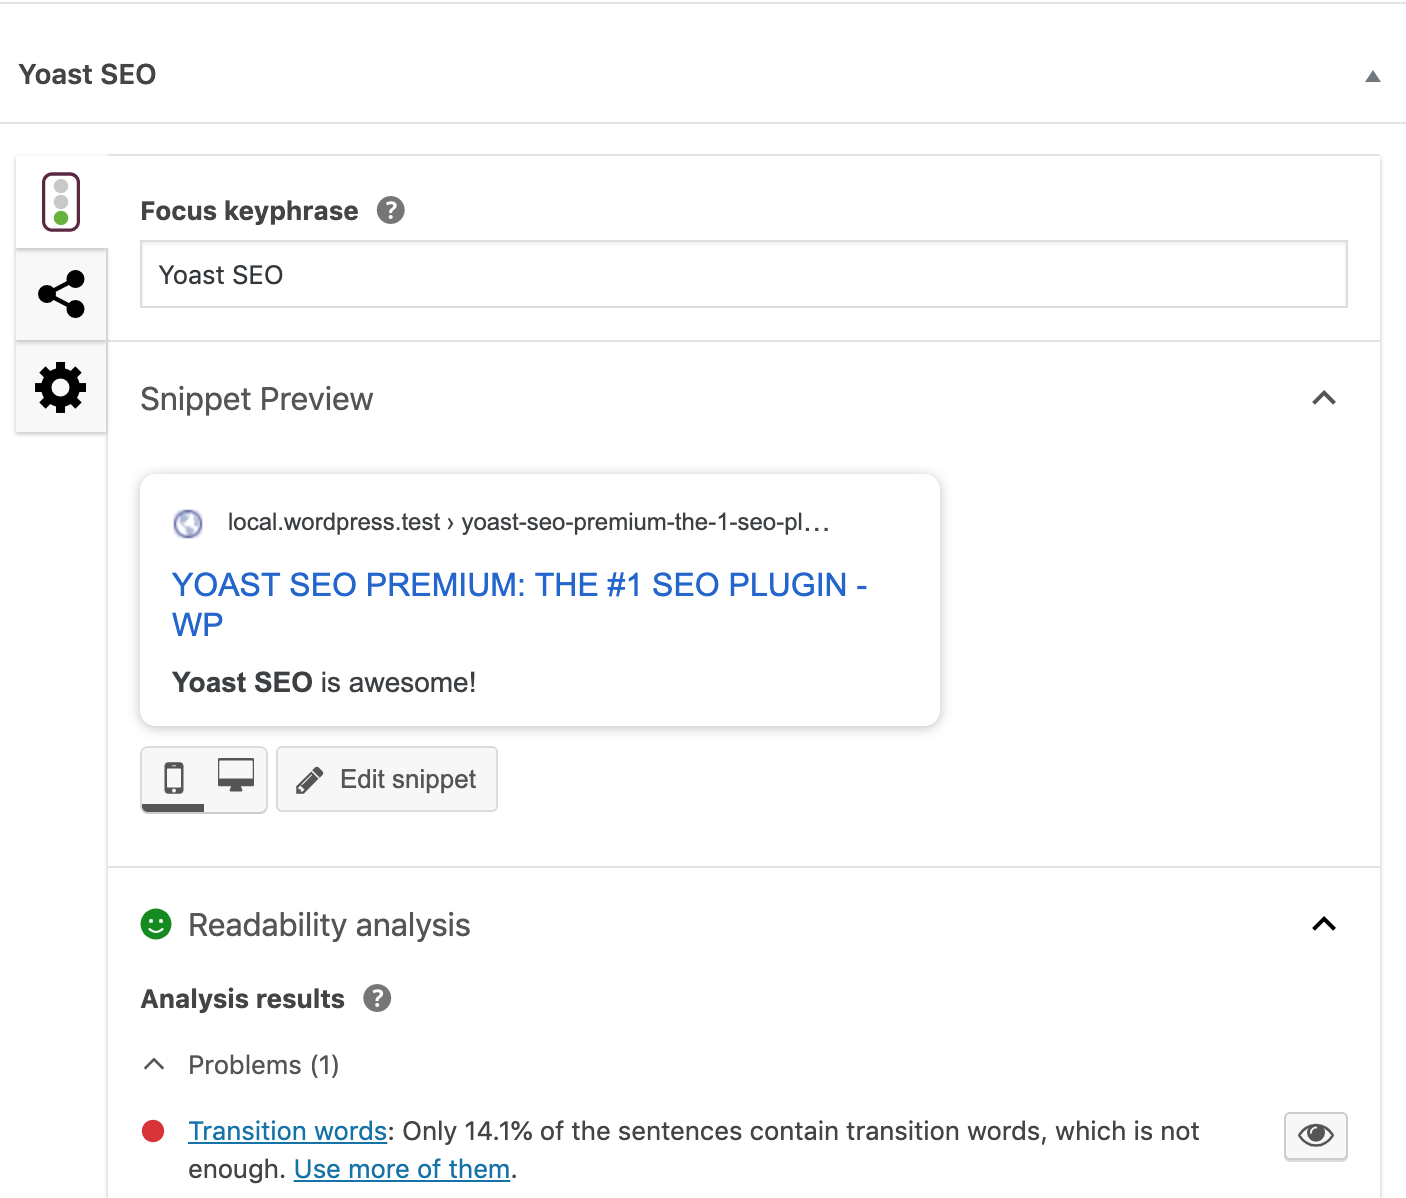 Yoast SEO
Focus keyphrase ?
Yoast SEO
Snippet Preview
local.wordpress.test › yoast-seo-premium-the-1-seo-pl…
YOAST SEO PREMIUM: THE #1 SEO PLUGIN -
WP
Yoast SEO is awesome!
Edit snippet
Readability analysis
Analysis results ?
Problems (1)
Transition words: Only 14.1% of the sentences contain transition words, which is not
enough. Use more of them.